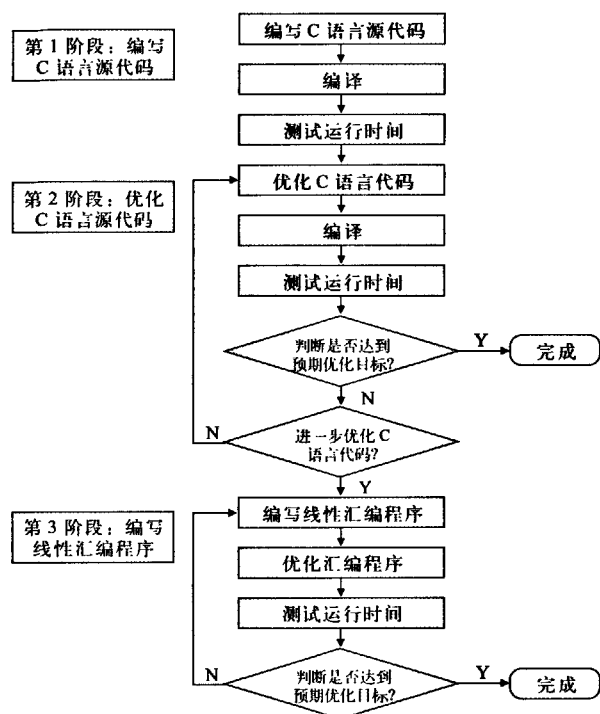 编写 C 语言源代码
第 1 阶段：编写
C 语言源代码
编译
测试运行时间
优化 C 语言代码
第 2 阶段：优化
C 语言源代码
编译
测试运行时间
判断是否达到
预期优化目标?
Y
完成
N
N
进一步优化 C
语言代码?
Y
编写线性汇编程序
第 3 阶段：编写
线性汇编程序
优化汇编程序
测试运行时间
N
判断是否达到
预期优化目标?
Y
完成